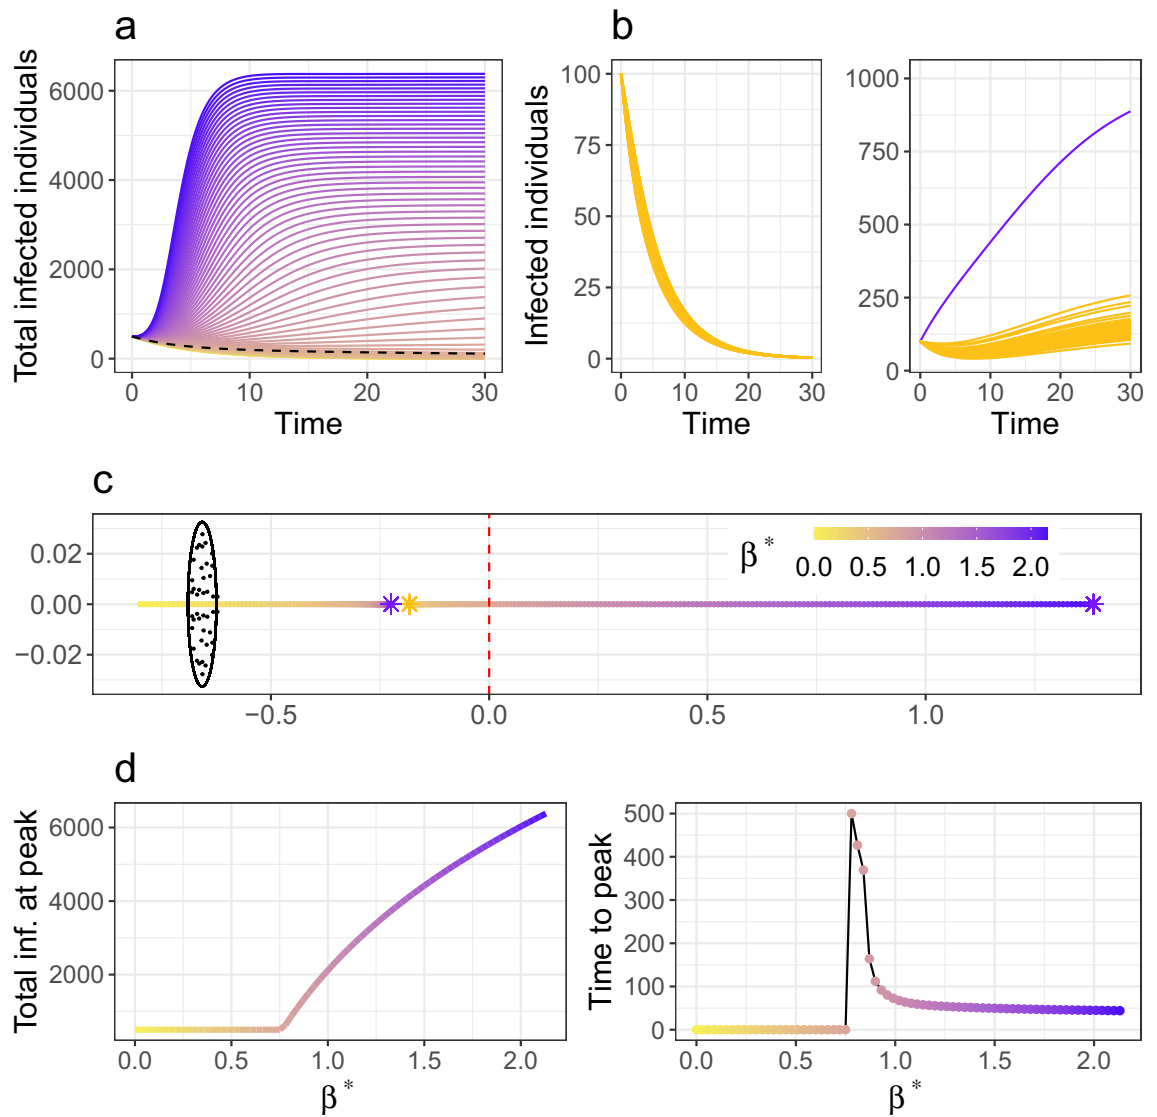 a
Total infected individuals
6000
4000
2000
0
0 10 20 30
Time
b
Infected individuals
100
75
50
25
0
0 10 20 30
Time
1000
750
500
250
0
0 10 20 30
Time
c
0.02
0.00
−0.02
−0.5 0.0 0.5 1.0
β*
0.0 0.5 1.0 1.5 2.0
d
Total inf. at peak
6000
4000
2000
0.0 0.5 1.0 1.5 2.0
β*
Time to peak
500
400
300
200
100
0
0.0 0.5 1.0 1.5 2.0
β*